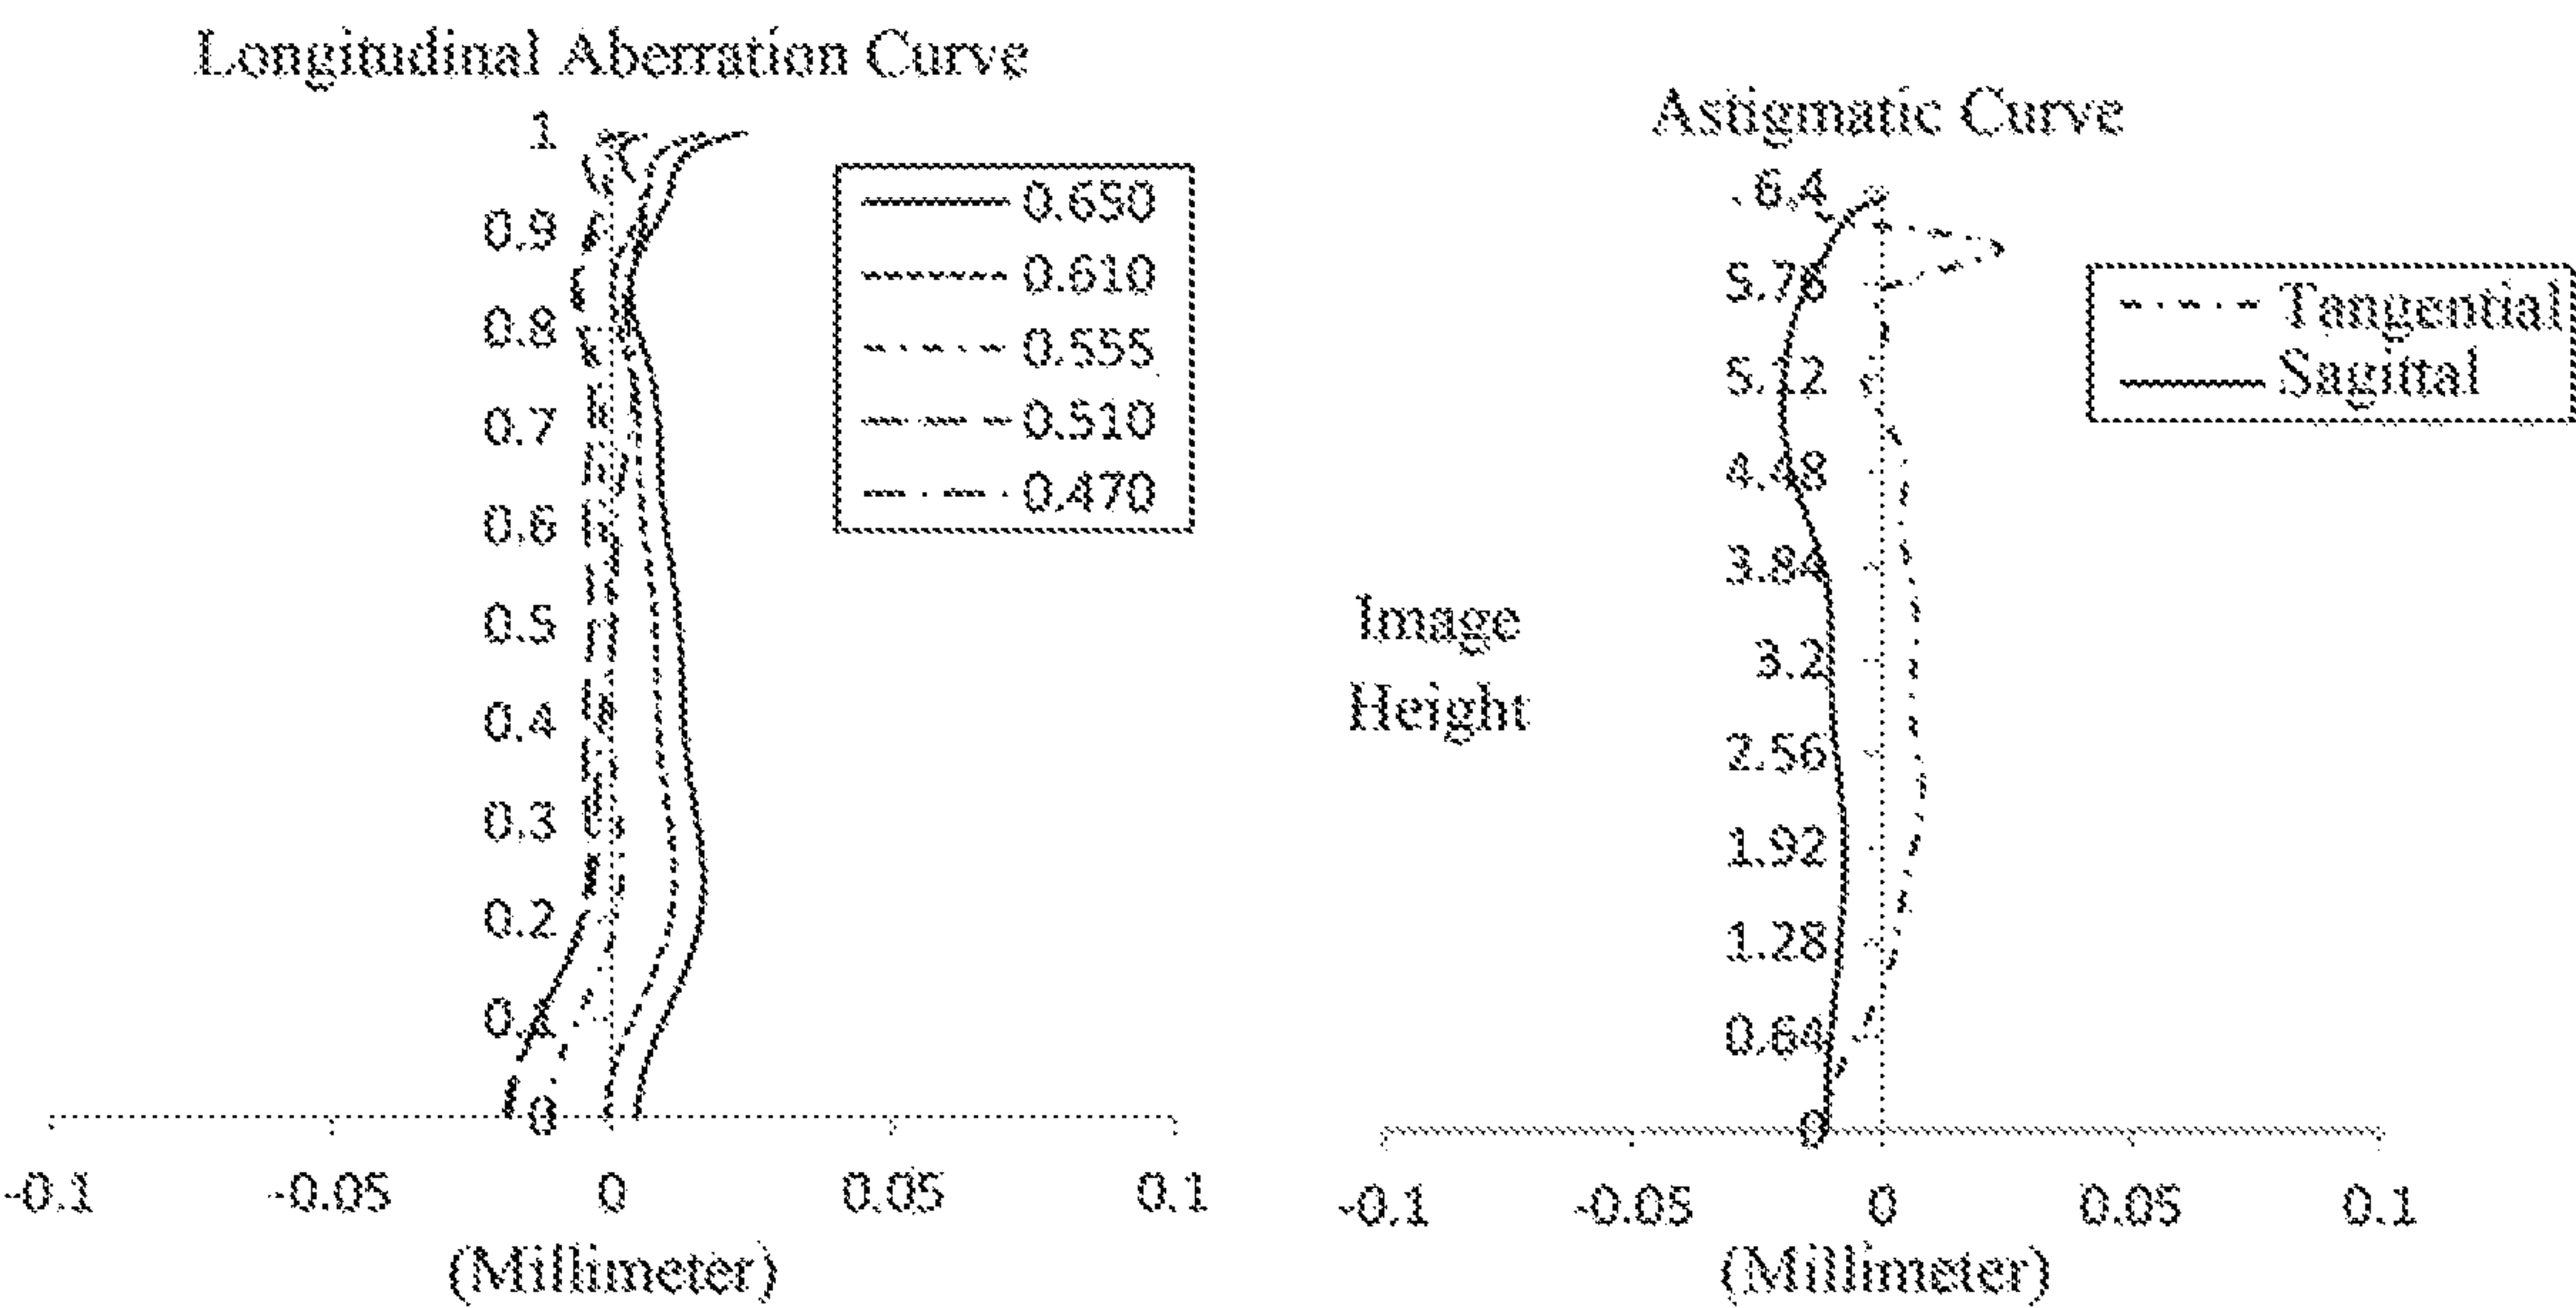 Longitudinal Aberration Curve
1
0.9
0.8
0.7
0.6
0.5
0.4
0.3
0.2
0.1
0
-0.1 -0.05 0 0.05 0.1
(Millimeter)
0.650
0.610
0.555
0.510
0.470
Astigmatic Curve
Image
Height
6.4
5.76
5.12
4.48
3.84
3.2
2.56
1.92
1.28
0.64
0
-0.1 -0.05 0 0.05 0.1
(Millimeter)
Tangential
Sagittal